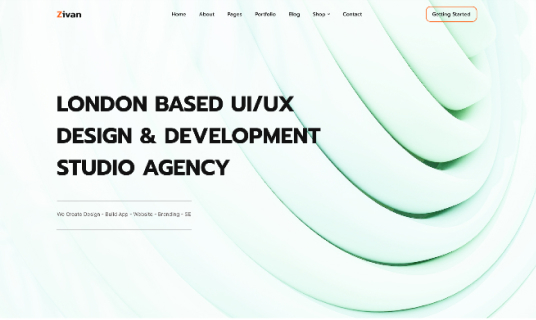 Zivan
Home About Pages Portfolio Blog Shop Contact
Getting Started
LONDON BASED UI/UX
DESIGN & DEVELOPMENT
STUDIO AGENCY
We Create Design - Build App - Website - Branding - SE